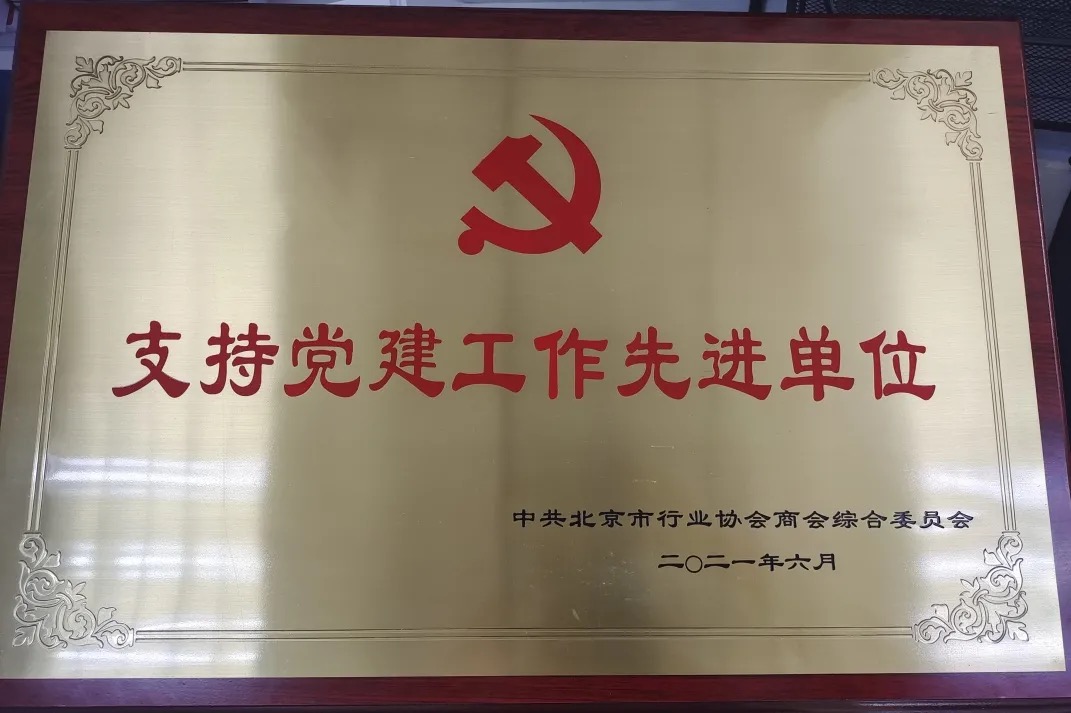 支持党建工作先进单位
中共北京市行业协会商会综合委员会
二〇二一年六月